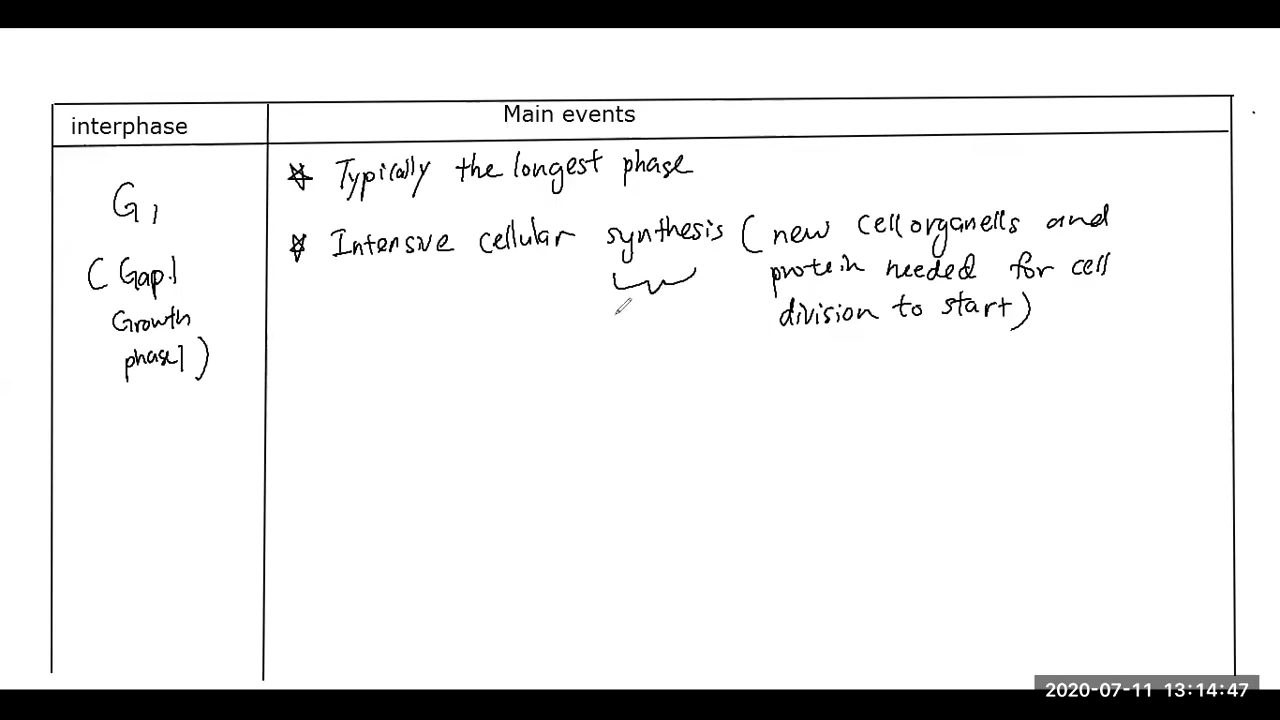 interphase
Main events
G1
(Gap1
Growth
phase1)
☆ Typically the longest phase
☆ Intensive cellular synthesis (new cell organells and
protein needed for cell
division to start)
2020-07-11 13:14:47